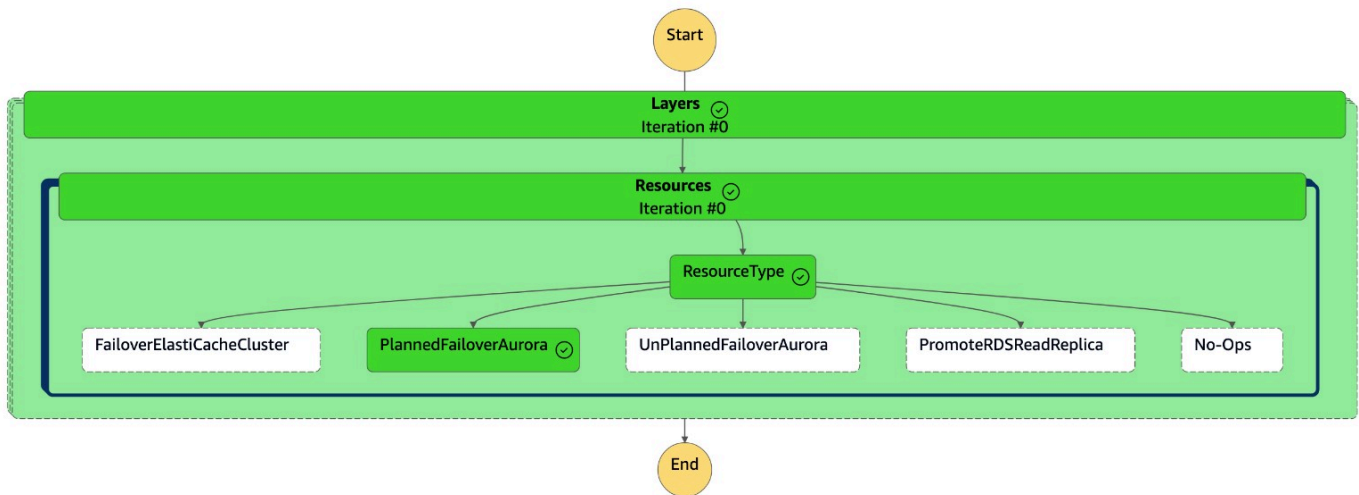 Start
Layers
Iteration #0
Resources
Iteration #0
ResourceType
FailoverElastiCacheCluster
PlannedFailoverAurora
UnPlannedFailoverAurora
PromoteRDSReadReplica
No-Ops
End